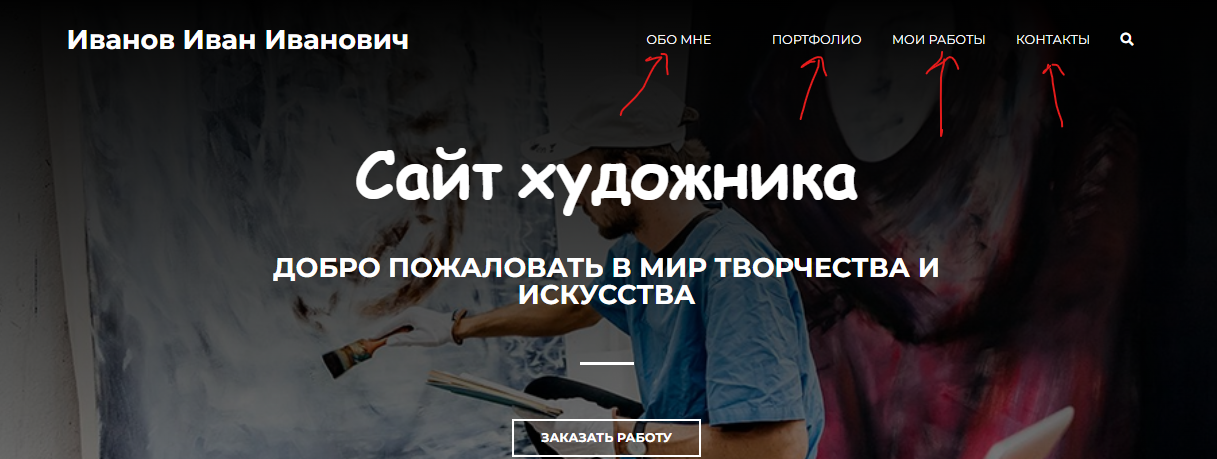 Иванов Иван Иванович
ОБО МНЕ ПОРТФОЛИО МОИ РАБОТЫ КОНТАКТЫ
Сайт художника
ДОБРО ПОЖАЛОВАТЬ В МИР ТВОРЧЕСТВА И
ИСКУССТВА
ЗАКАЗАТЬ РАБОТУ